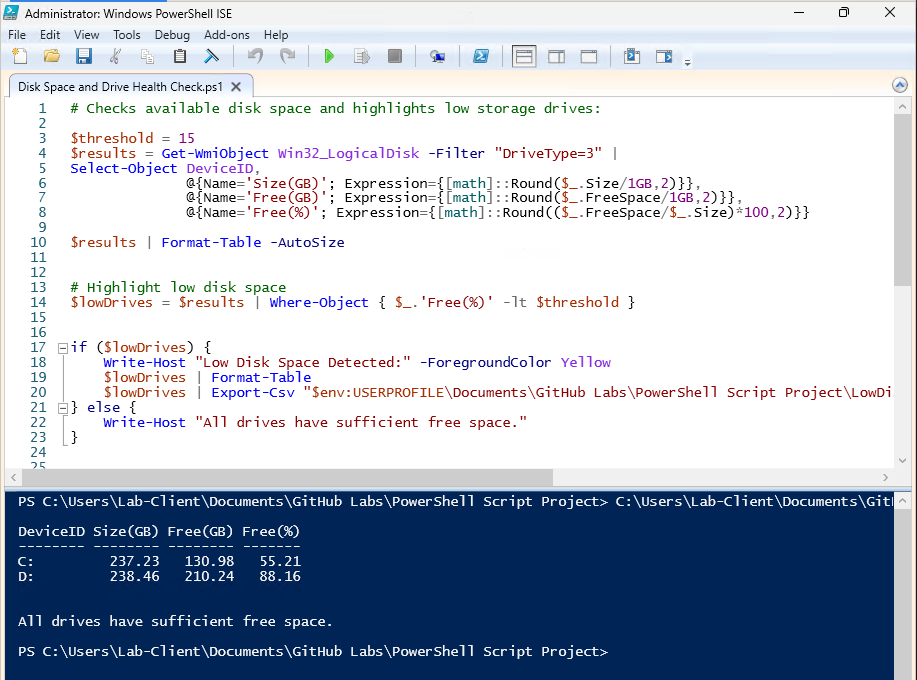 Administrator: Windows PowerShell ISE
File Edit View Tools Debug Add-ons Help
Disk Space and Drive Health Check.ps1
1 # Checks available disk space and highlights low storage drives:
2
3 $threshold = 15
4 $results = Get-WmiObject Win32_LogicalDisk -Filter "DriveType=3" |
5 Select-Object DeviceID,
6 @{Name='Size(GB)'; Expression={[math]::Round($_.Size/1GB,2)}},
7 @{Name='Free(GB)'; Expression={[math]::Round($_.FreeSpace/1GB,2)}},
8 @{Name='Free(%)'; Expression={[math]::Round(($_.FreeSpace/$_.Size)*100,2)}}
9
10 $results | Format-Table -AutoSize
11
12
13 # Highlight low disk space
14 $lowDrives = $results | Where-Object { $_.'Free(%)' -lt $threshold }
15
16
17 if ($lowDrives) {
18 Write-Host "Low Disk Space Detected:" -ForegroundColor Yellow
19 $lowDrives | Format-Table
20 $lowDrives | Export-Csv "$env:USERPROFILE\Documents\GitHub Labs\PowerShell Script Project\LowDi
21 } else {
22 Write-Host "All drives have sufficient free space."
23 }
24
25
PS C:\Users\Lab-Client\Documents\GitHub Labs\PowerShell Script Project> C:\Users\Lab-Client\Documents\Git
DeviceID Size(GB) Free(GB) Free(%)
-------- -------- -------- -------
C: 237.23 130.98 55.21
D: 238.46 210.24 88.16
All drives have sufficient free space.
PS C:\Users\Lab-Client\Documents\GitHub Labs\PowerShell Script Project>